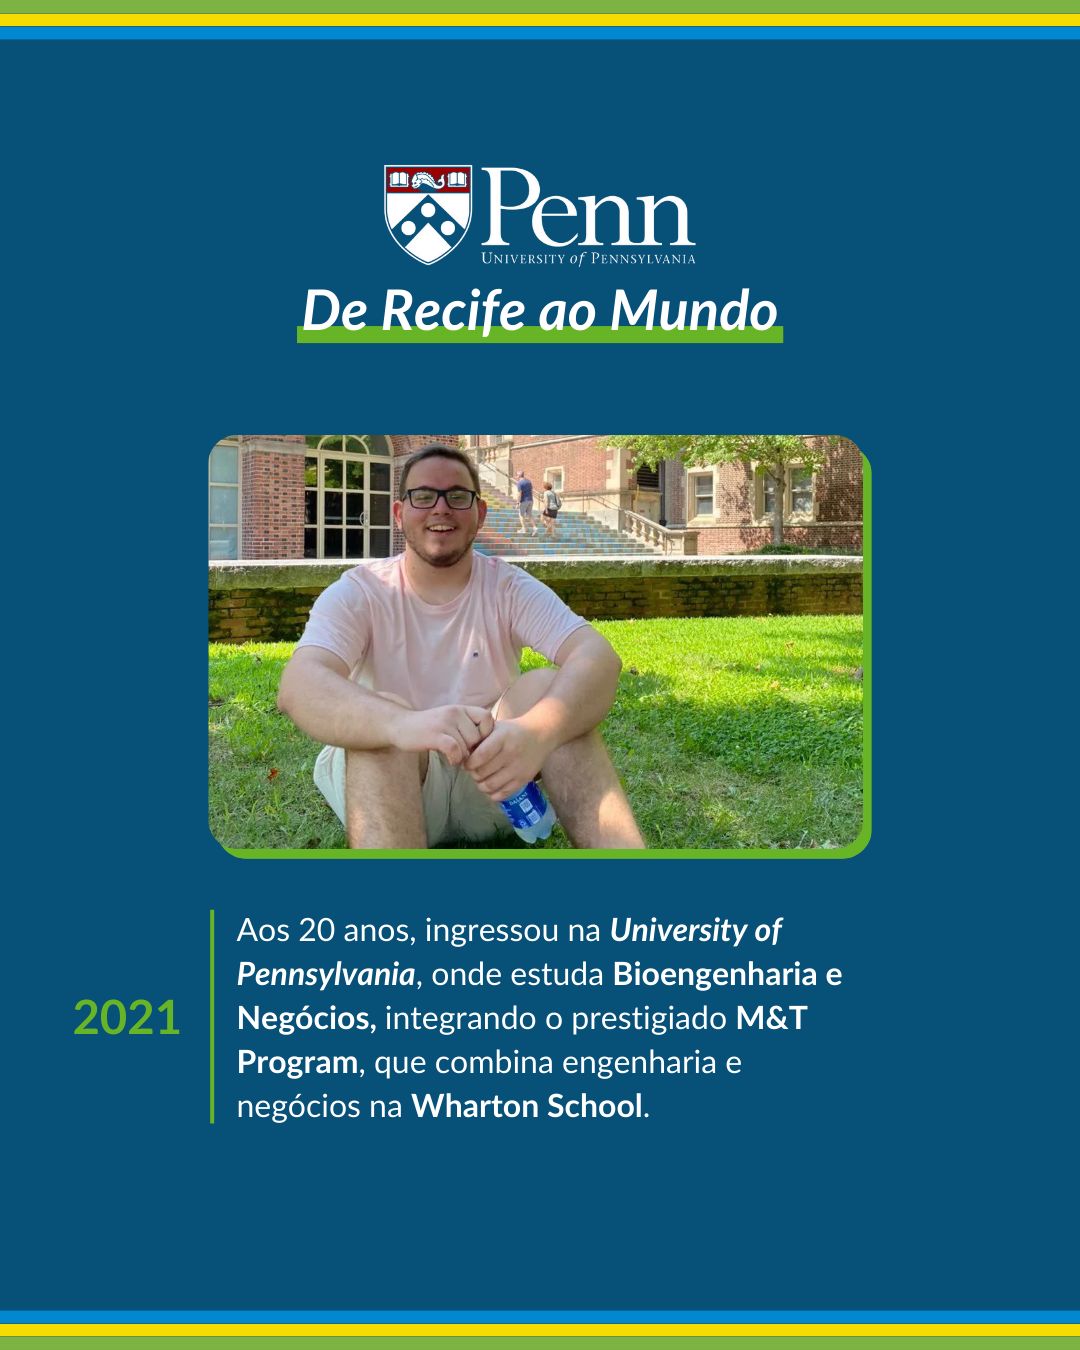 Penn
UNIVERSITY of PENNSYLVANIA
De Recife ao Mundo
DASANI
2021
Aos 20 anos, ingressou na University of
Pennsylvania, onde estuda Bioengenharia e
Negócios, integrando o prestigiado M&T
Program, que combina engenharia e
negócios na Wharton School.